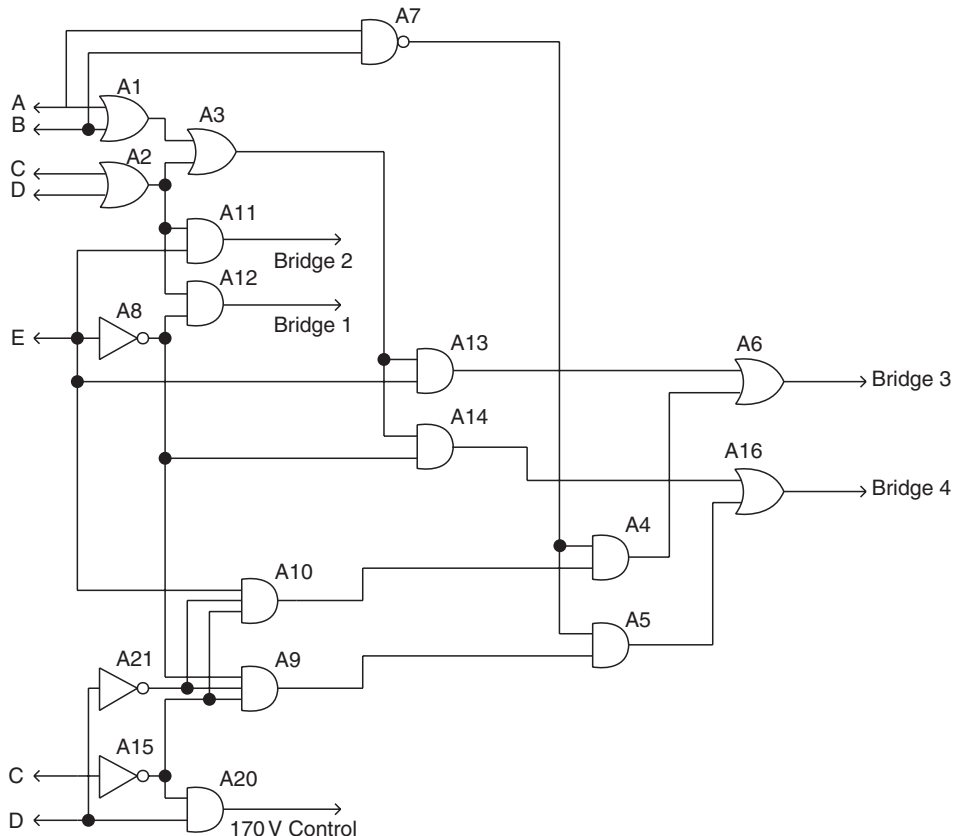 A7
A
A1
B
A3
C
A2
D
A11
Bridge 2
A12
Bridge 1
E
A8
A13
A6
Bridge 3
A14
A16
Bridge 4
A4
A10
A5
A21
A9
C
A15
A20
D
170 V Control